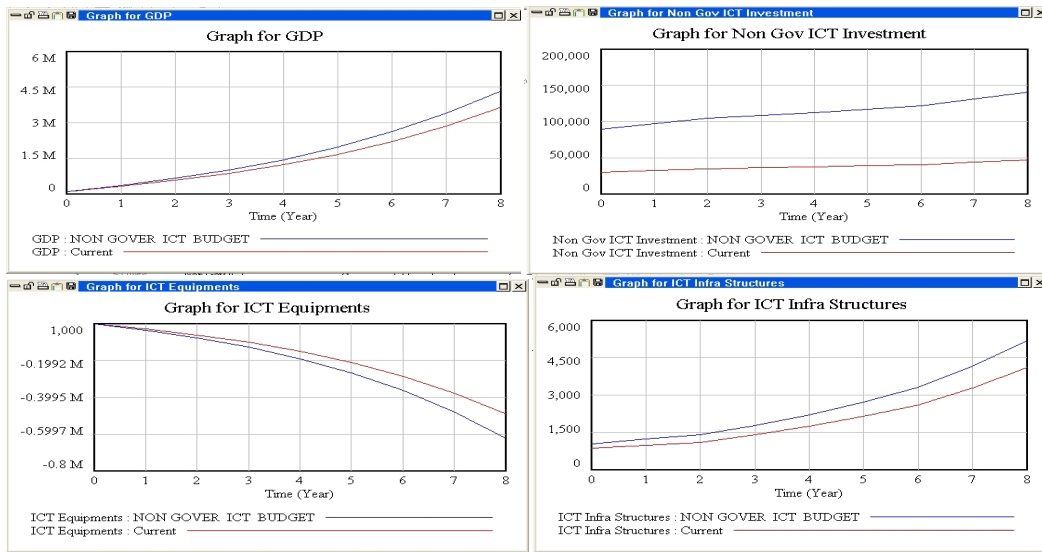 Graph for GDP
Graph for GDP
6 M
4.5 M
3 M
1.5 M
0
0 1 2 3 4 5 6 7 8
Time (Year)
GDP : NON GOVER ICT BUDGET
GDP : Current
Graph for Non Gov ICT Investment
Graph for Non Gov ICT Investment
200,000
150,000
100,000
50,000
0
0 1 2 3 4 5 6 7 8
Time (Year)
Non Gov ICT Investment : NON GOVER ICT BUDGET
Non Gov ICT Investment : Current
Graph for ICT Equipments
Graph for ICT Equipments
1,000
-0.1992 M
-0.3995 M
-0.5997 M
-0.8 M
0 1 2 3 4 5 6 7 8
Time (Year)
ICT Equipments : NON GOVER ICT BUDGET
ICT Equipments : Current
Graph for ICT Infra Structures
Graph for ICT Infra Structures
6,000
4,500
3,000
1,500
0
0 1 2 3 4 5 6 7 8
Time (Year)
ICT Infra Structures : NON GOVER ICT BUDGET
ICT Infra Structures : Current